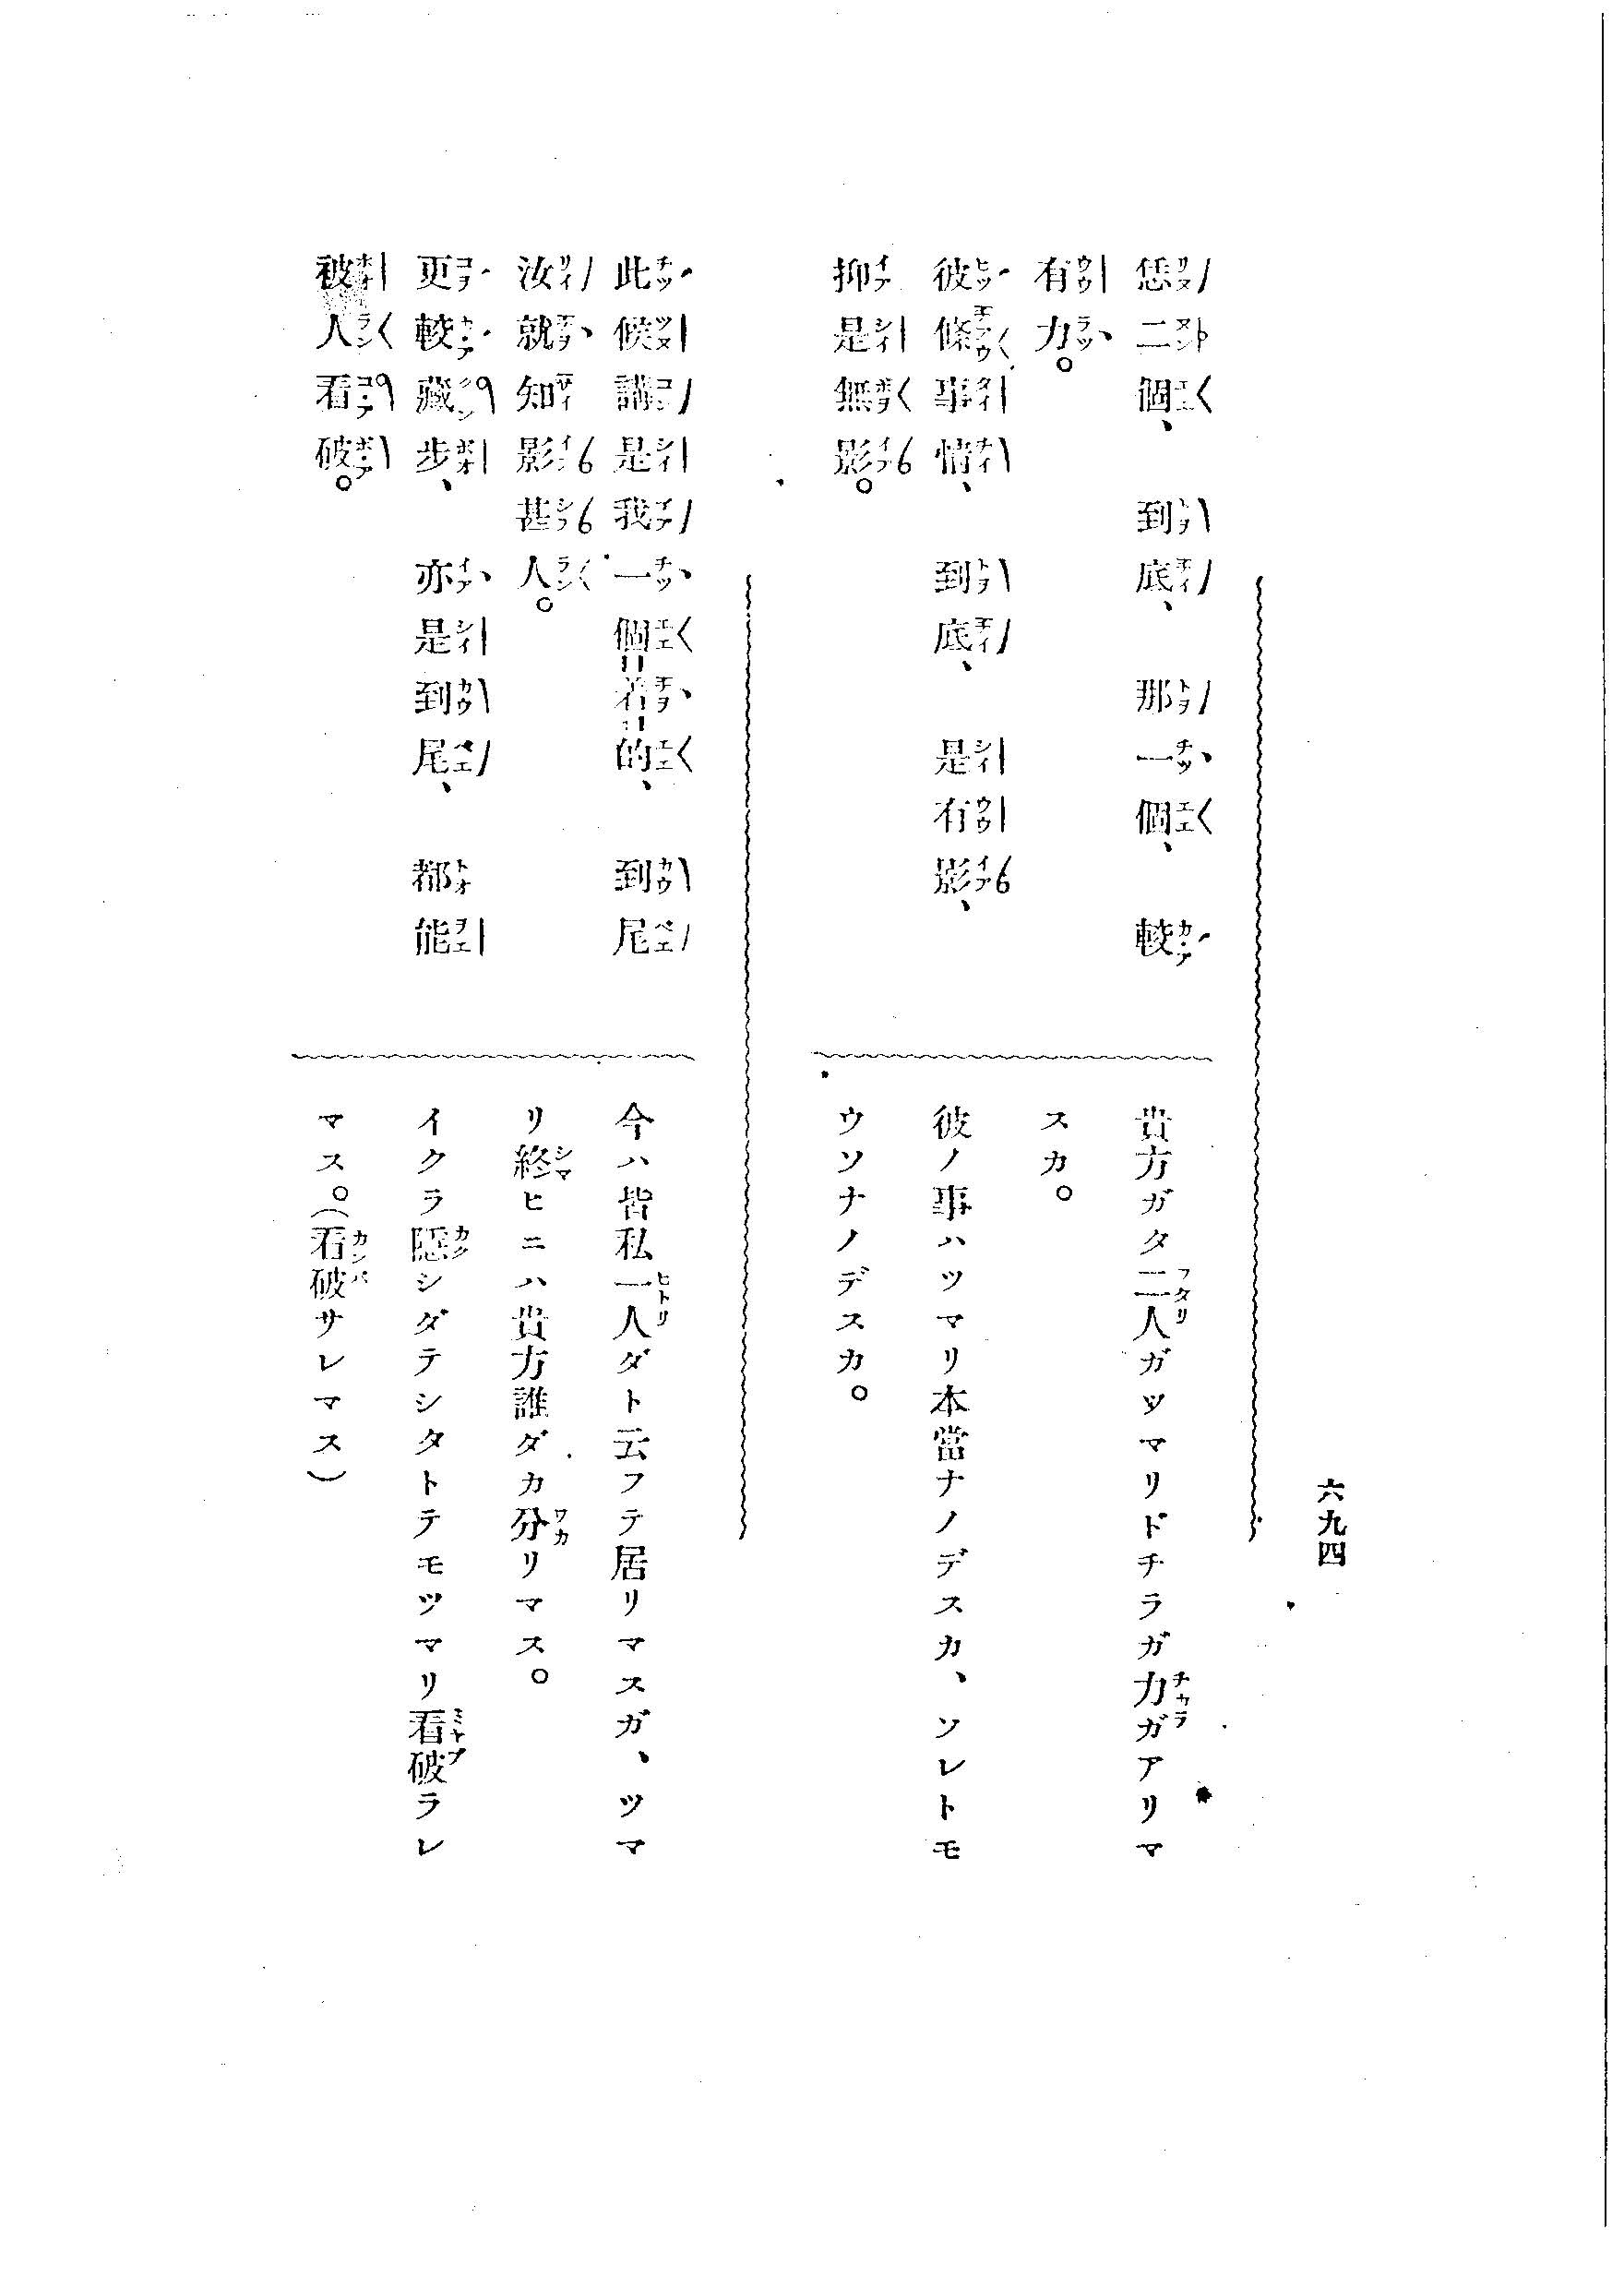 六九四
恁二個、到底、那一個、較
有力。
彼條事情、到底、是有影、
抑是無影。
貴方ガタ二人ガツマリドチラガ力ガアリマ
スカ。
彼ノ事ハツマリ本當ナノデスカ、ソレトモ
ウソナノデスカ。
此候講是我一個着的、到尾
汝就知影甚人。
更較藏步、亦是到尾、都能
被人看破。
今ハ皆私一人ダト云フテ居リマスガ、ツマ
リ終ヒニハ貴方誰ダカ分リマス。
イクラ隱シダテシタトテモツマリ看破ラレ
マス。(看破サレマス)